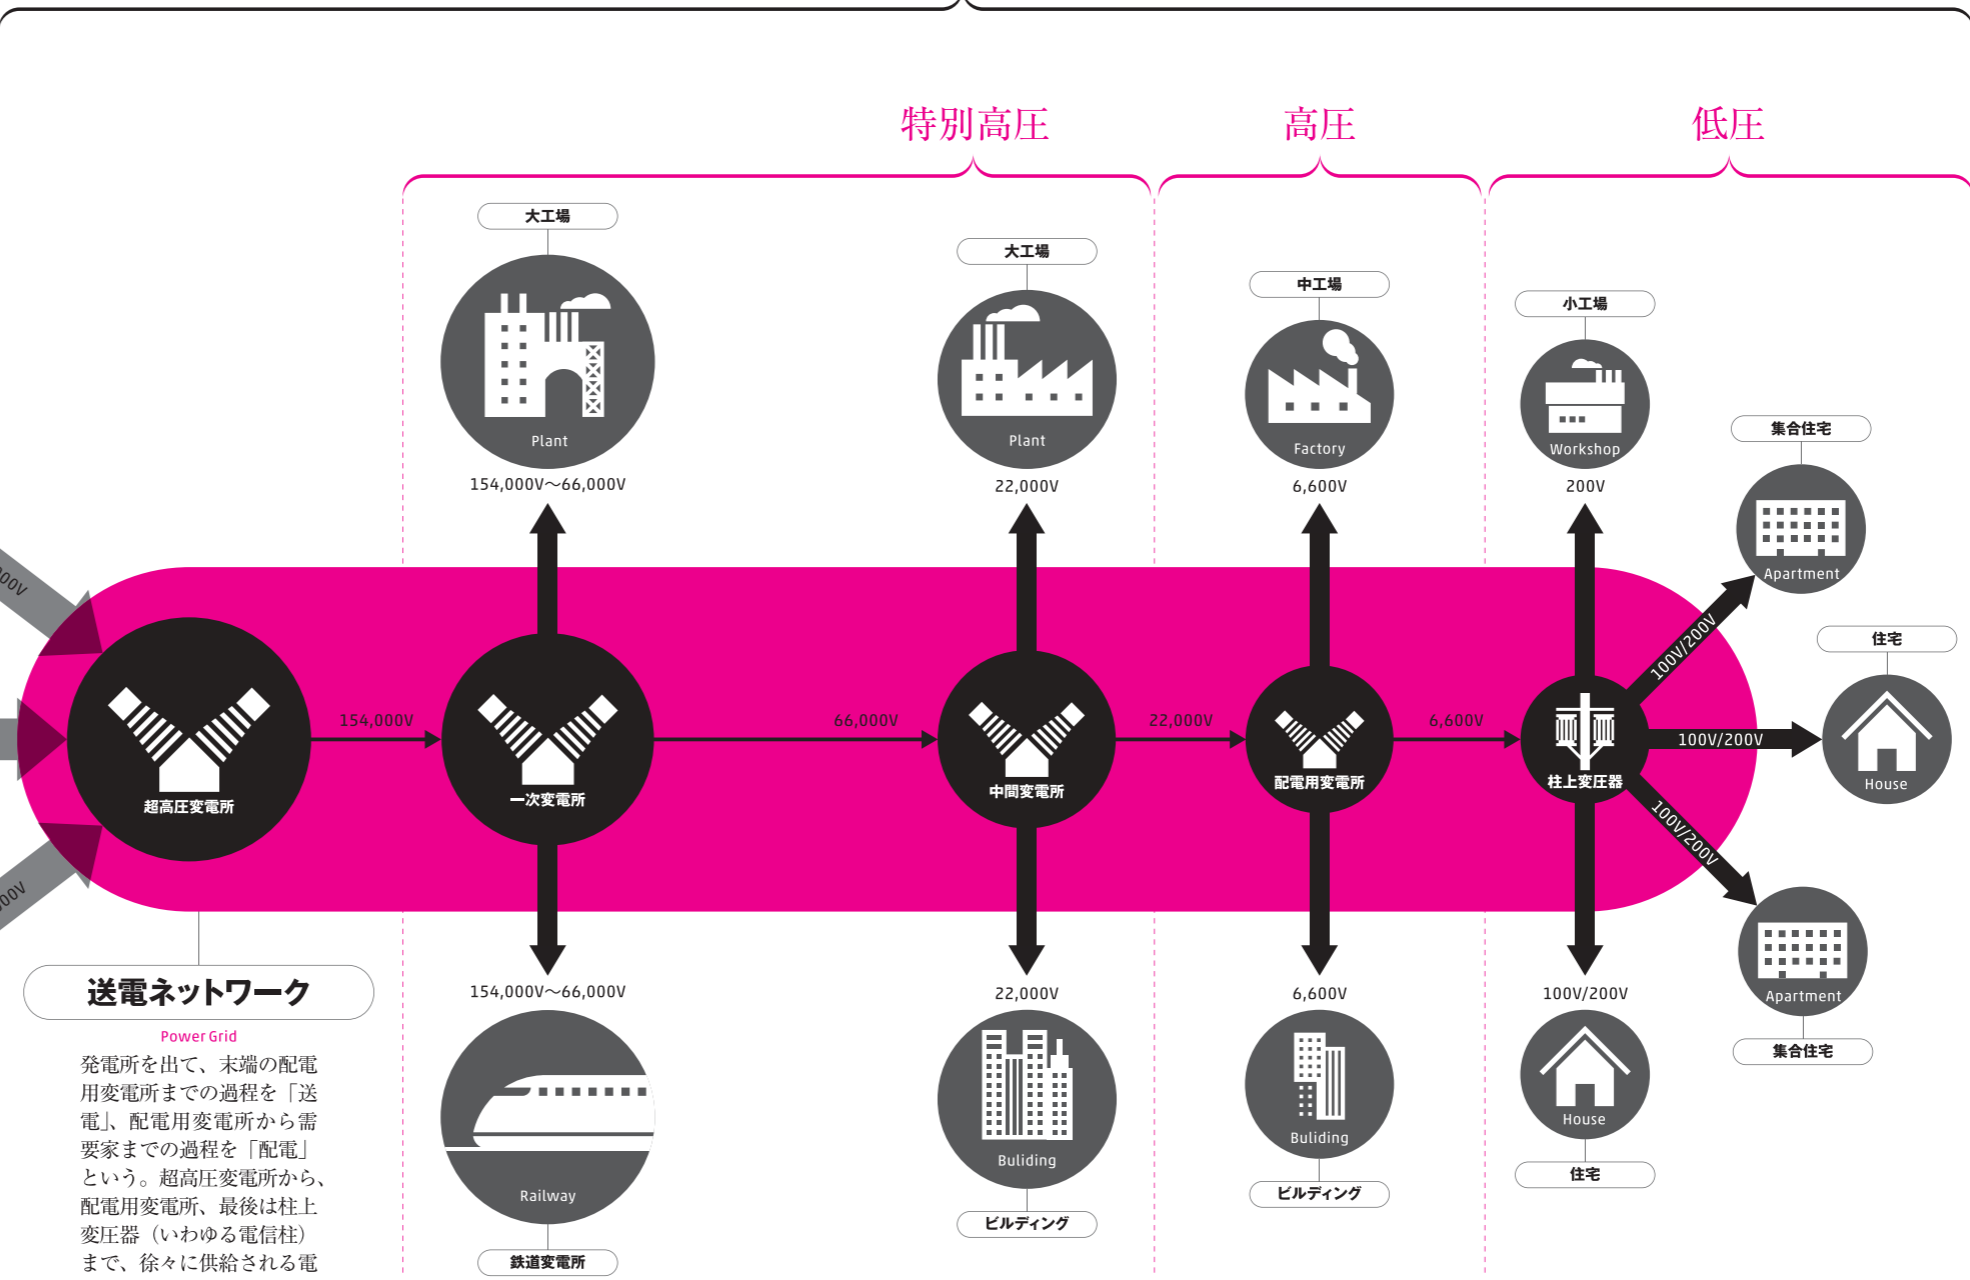 特別高圧
高圧
低圧
大工場
Plant
154,000V〜66,000V
大工場
Plant
22,000V
中工場
Factory
6,600V
小工場
Workshop
200V
集合住宅
Apartment
100V/200V
住宅
House
100V/200V
超高圧変電所
154,000V
一次変電所
66,000V
中間変電所
22,000V
配電用変電所
6,600V
柱上変圧器
100V/200V
Apartment
集合住宅
154,000V〜66,000V
Railway
鉄道変電所
22,000V
Buliding
ビルディング
6,600V
Buliding
ビルディング
100V/200V
House
住宅
送電ネットワーク
Power Grid
発電所を出て、末端の配電
用変電所までの過程を「送
電」、配電用変電所から需
要家までの過程を「配電」
という。超高圧変電所から、
配電用変電所、最後は柱上
変圧器（いわゆる電信柱）
まで、徐々に供給される電